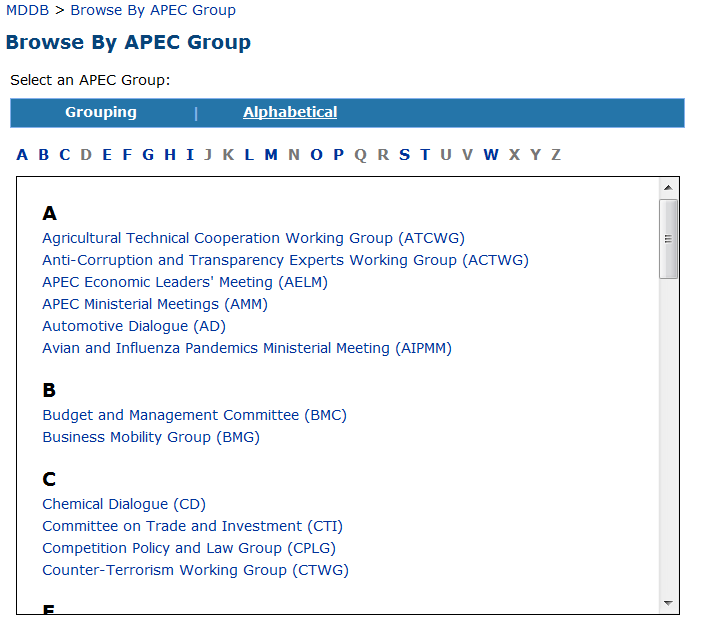 MDDB > Browse By APEC Group
Browse By APEC Group
Select an APEC Group:
Grouping | Alphabetical
A B C D E F G H I J K L M N O P Q R S T U V W X Y Z
A
Agricultural Technical Cooperation Working Group (ATCWG)
Anti-Corruption and Transparency Experts Working Group (ACTWG)
APEC Economic Leaders' Meeting (AELM)
APEC Ministerial Meetings (AMM)
Automotive Dialogue (AD)
Avian and Influenza Pandemics Ministerial Meeting (AIPMM)
B
Budget and Management Committee (BMC)
Business Mobility Group (BMG)
C
Chemical Dialogue (CD)
Committee on Trade and Investment (CTI)
Competition Policy and Law Group (CPLG)
Counter-Terrorism Working Group (CTWG)